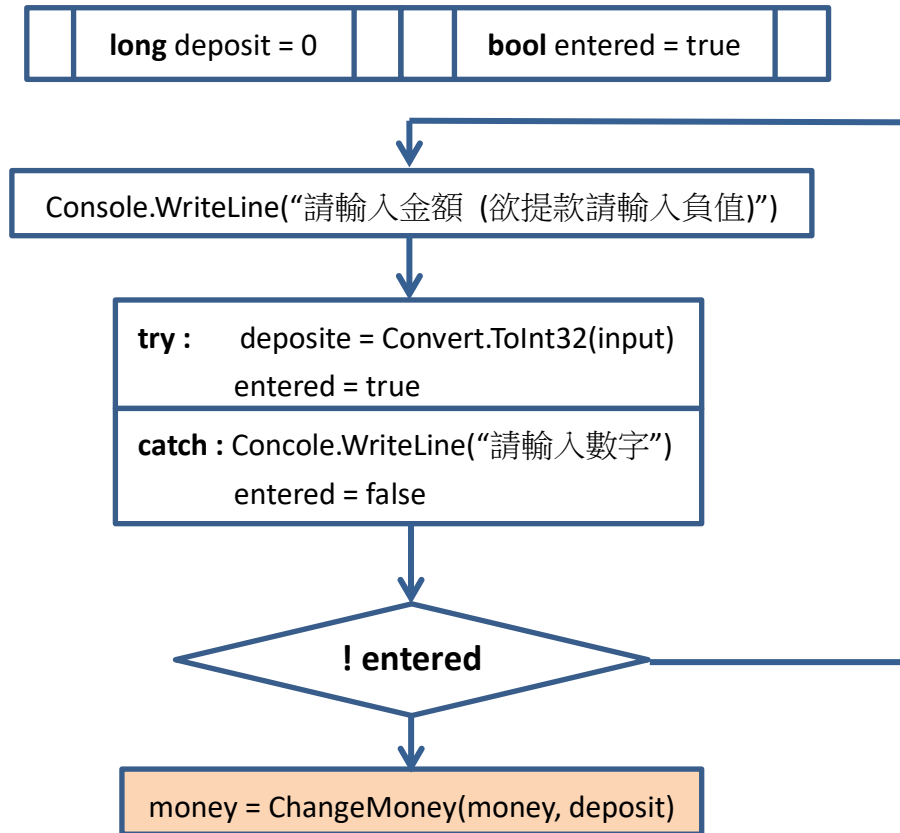 long deposit = 0
bool entered = true
Console.WriteLine(“請輸入金額 (欲提款請輸入負值)”)
try : deposite = Convert.ToInt32(input)
entered = true
catch : Concole.WriteLine(“請輸入數字”)
entered = false
! entered
money = ChangeMoney(money, deposit)